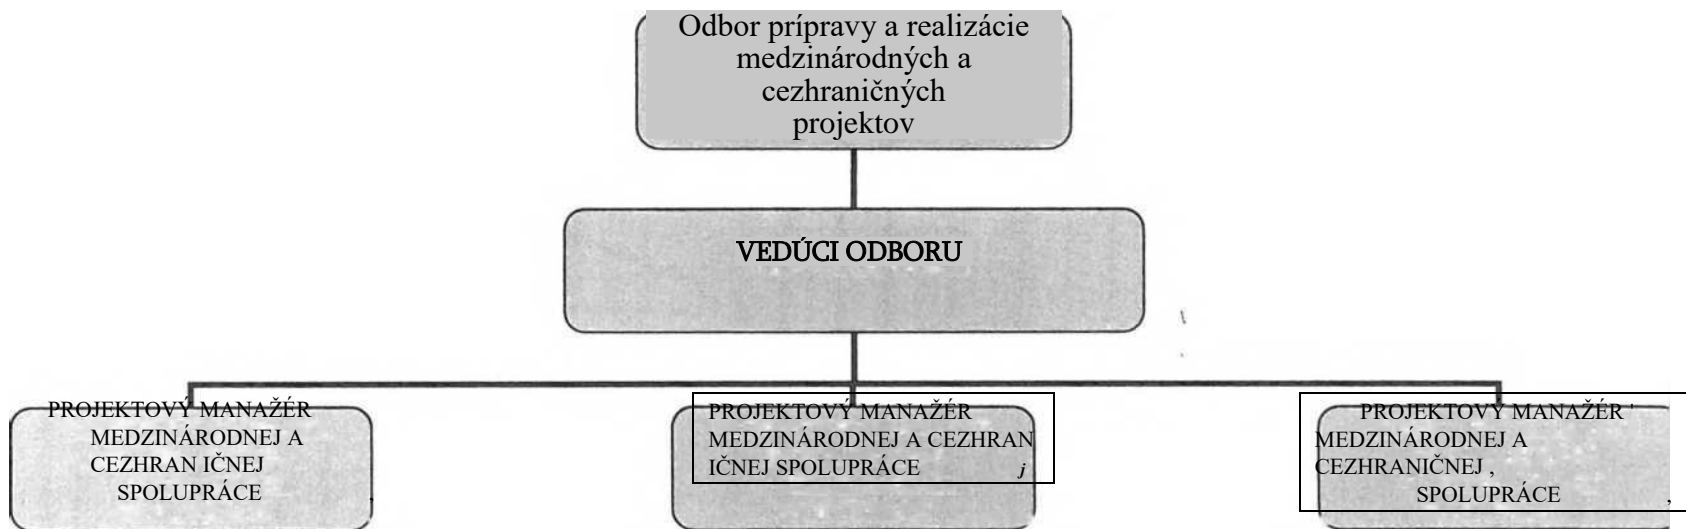 Odbor prípravy a realizácie
medzinárodných a
cezhraničných
projektov
VEDÚCI ODBORU
PROJEKTOVÝ MANAŽÉR
MEDZINÁRODNEJ A
CEZHRAN IČNEJ
SPOLUPRÁCE ,
PROJEKTOVÝ MANAŽÉR
MEDZINÁRODNEJ A CEZHRAN
IČNEJ SPOLUPRÁCE j
PROJEKTOVÝ MANAŽÉR '
MEDZINÁRODNEJ A
CEZHRANIČNEJ ,
SPOLUPRÁCE ,